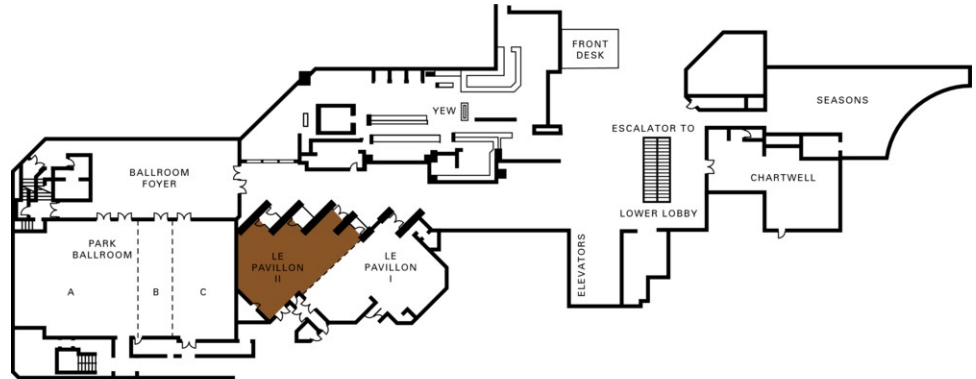 FRONT
DESK
SEASONS
YEW
ESCALATOR TO
BALLROOM
FOYER
CHARTWELL
LOWER LOBBY
PARK
BALLROOM
LE
PAVILLON
II
LE
PAVILLON
I
ELEVATORS
A
B
C